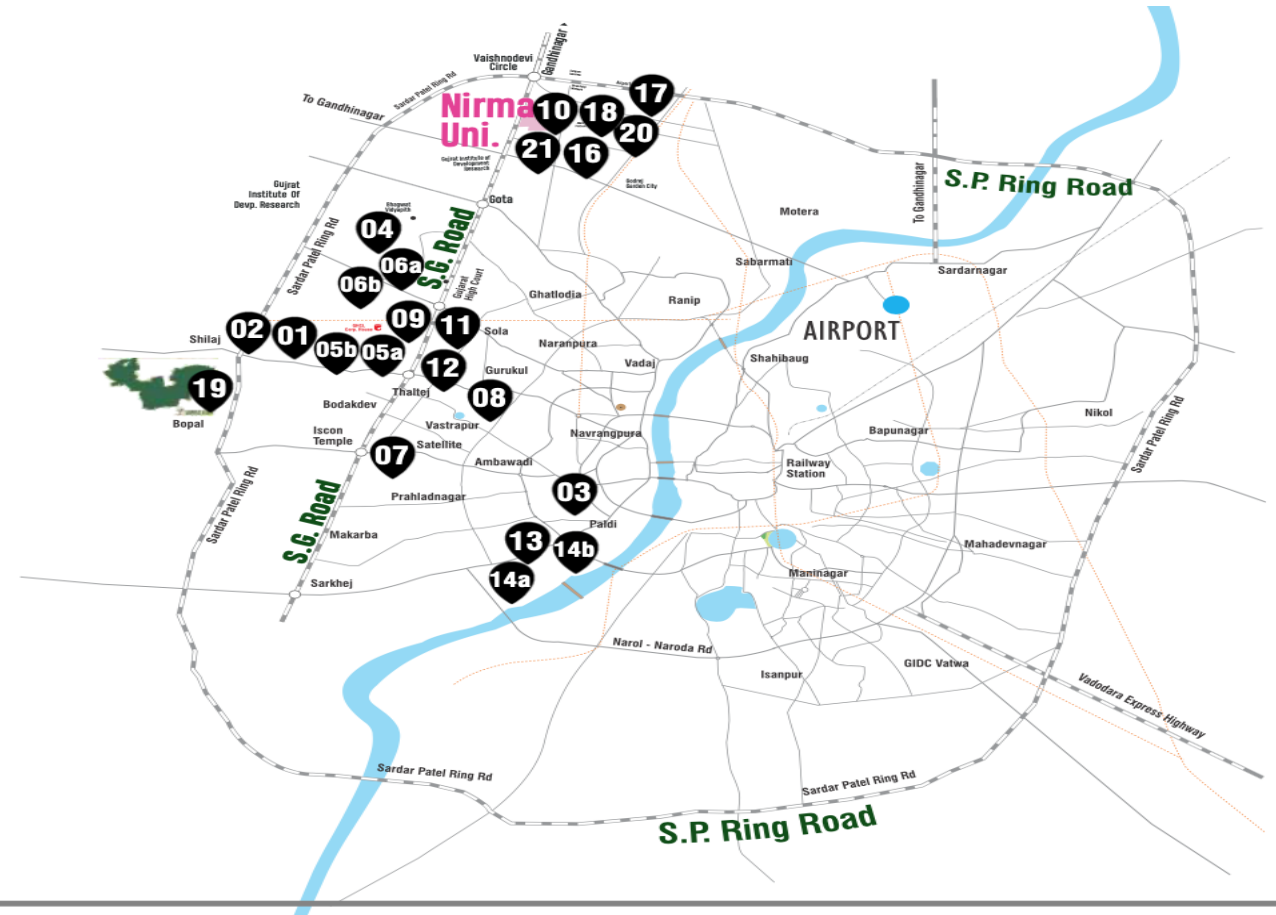 Gandhinagar
Vaishnodevi
Circle
Sardar Patel Ring Rd
To Gandhinagar
Nirma
Uni.
10
18
17
20
21
16
Gujrat Institute of
Development
Research
Godrej
Garden City
Gujrat
Institute Of
Devp. Research
Bhagwat
Vidyapith
Gota
S.P. Ring Road
To Gandhinagar
Motera
04
S.G. Road
06a
06b
Sardar Patel Ring Rd
Gujarat
High Court
Sabarmati
Sardarnagar
Ghatlodia
Ranip
AIRPORT
Shilaj
02
01
05b
05a
09
11
Sola
Naranpura
Vadaj
Shahibaug
12
Gurukul
19
Bopal
Thaltej
08
Bodakdev
Vastrapur
Nikol
Iscon
Temple
Satellite
Navrangpura
Bapunagar
07
Ambawadi
Railway
Station
Sardar Patel Ring Rd
Sardar Patel Ring Rd
Prahladnagar
03
S.G. Road
Makarba
Paldi
13
14b
14a
Mahadevnagar
Sarkhej
Maninagar
Narol - Naroda Rd
GIDC Vatwa
Isanpur
Vadodara Express Highway
Sardar Patel Ring Rd
Sardar Patel Ring Rd
S.P. Ring Road